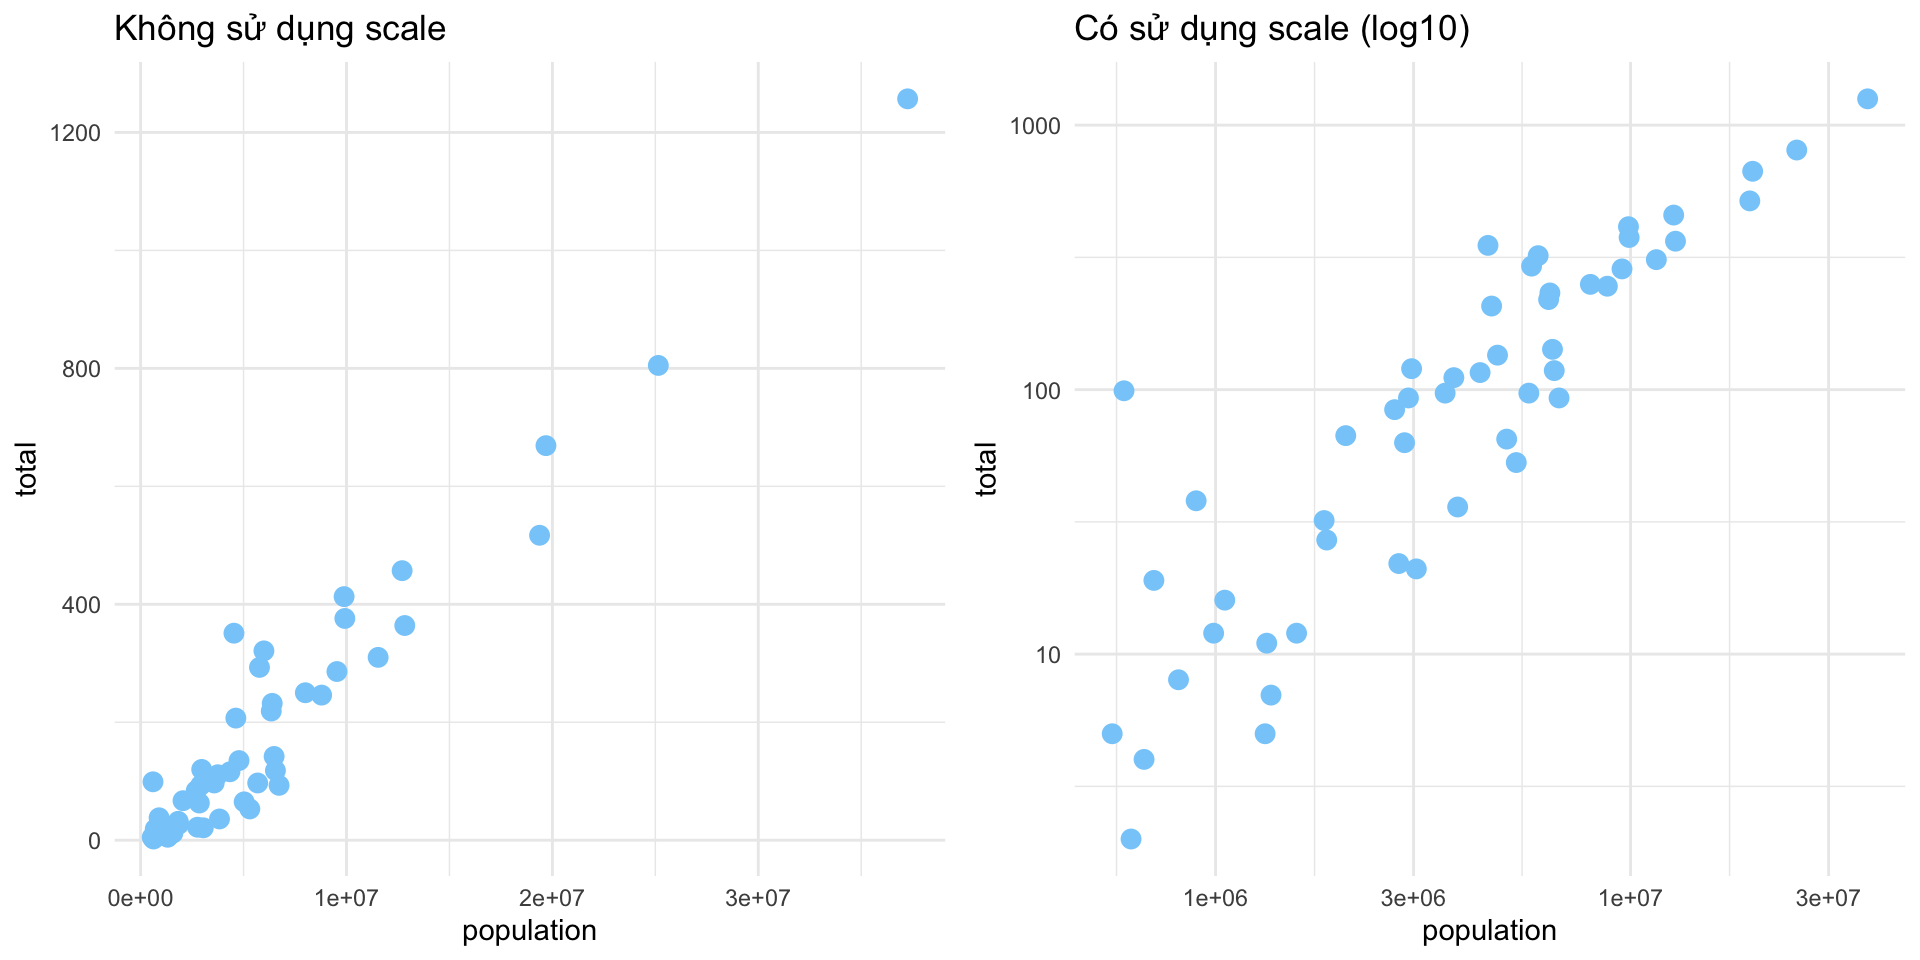 Không sử dụng scale
1200
800
400
0
total
0e+00 1e+07 2e+07 3e+07
population
Có sử dụng scale (log10)
1000
100
10
total
1e+06 3e+06 1e+07 3e+07
population